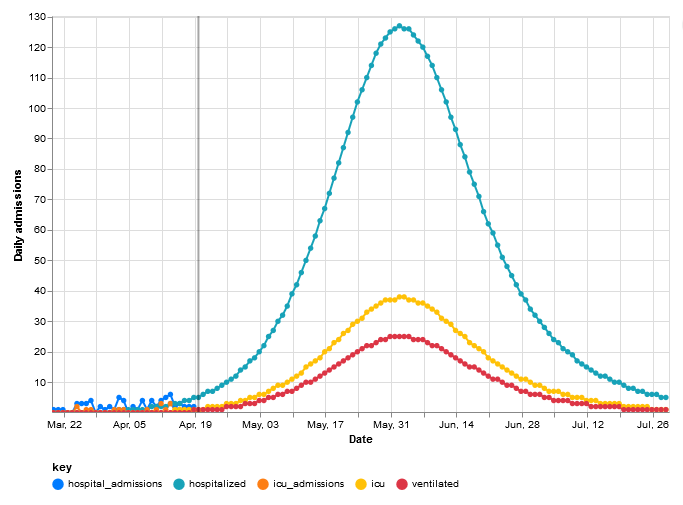 130
120
110
100
90
80
70
60
50
40
30
20
10
Daily admissions
Mar, 22 Apr, 05 Apr, 19 May, 03 May, 17 May, 31 Jun, 14 Jun, 28 Jul, 12 Jul, 26
Date
key
hospital_admissions hospitalized icu_admissions icu ventilated